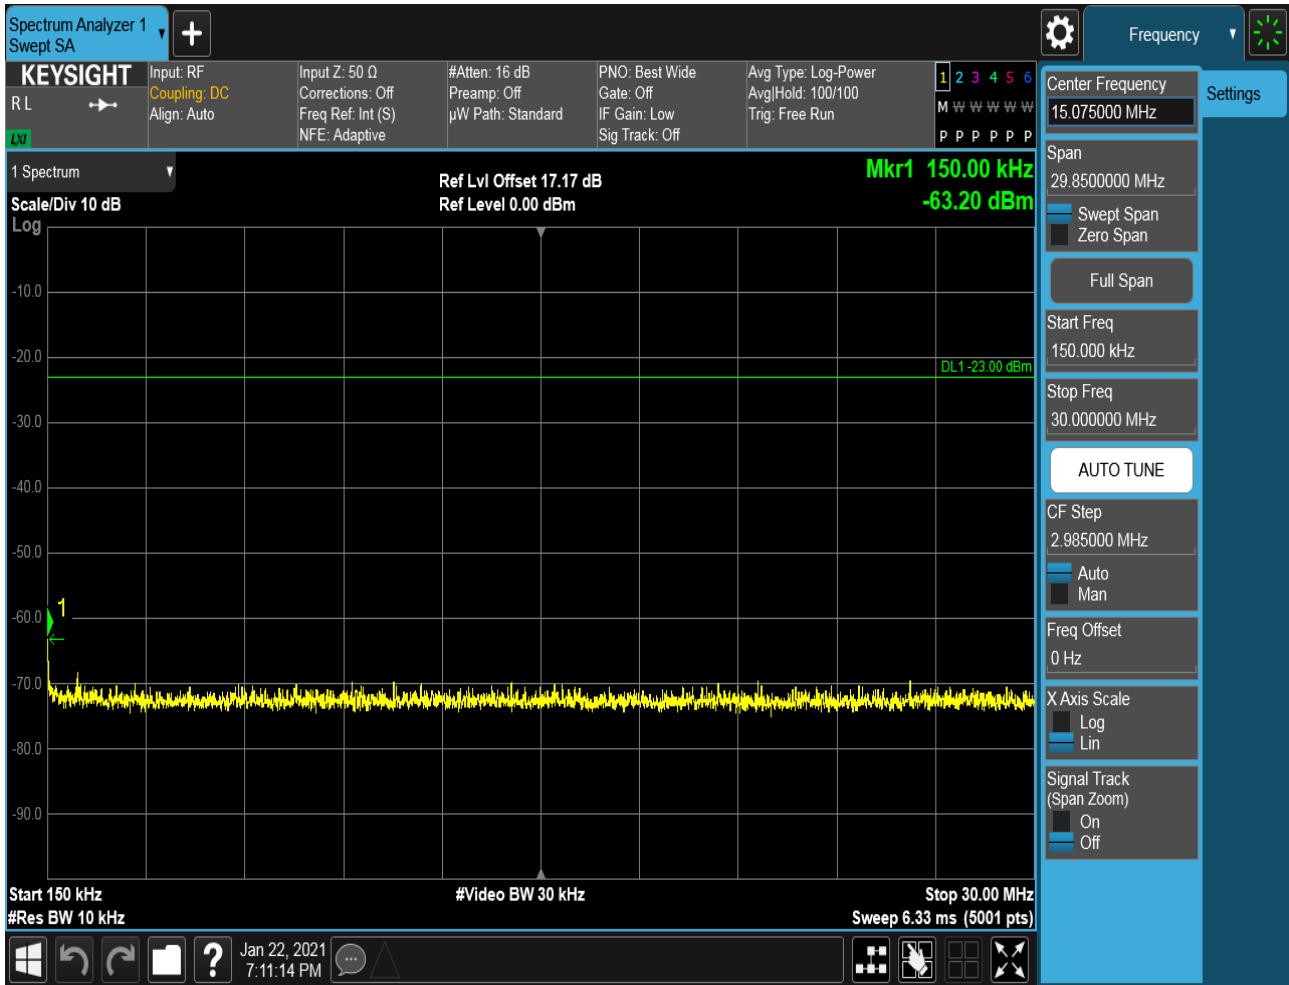 Spectrum Analyzer 1
Swept SA
Frequency
KEYSIGHT
R L
LXI
Input: RF
Coupling: DC
Align: Auto
Input Z: 50 Ω
Corrections: Off
Freq Ref: Int (S)
NFE: Adaptive
#Atten: 16 dB
Preamp: Off
µW Path: Standard
PNO: Best Wide
Gate: Off
IF Gain: Low
Sig Track: Off
Avg Type: Log-Power
Avg|Hold: 100/100
Trig: Free Run
1 2 3 4 5 6
M W W W W W
P P P P P P
1 Spectrum
Scale/Div 10 dB
Log
Ref Lvl Offset 17.17 dB
Ref Level 0.00 dBm
Mkr1 150.00 kHz
-63.20 dBm
-10.0
-20.0
DL1 -23.00 dBm
-30.0
-40.0
-50.0
-60.0
1
-70.0
-80.0
-90.0
Start 150 kHz
#Video BW 30 kHz
Stop 30.00 MHz
#Res BW 10 kHz
Sweep 6.33 ms (5001 pts)
?
Jan 22, 2021
7:11:14 PM
Center Frequency
15.075000 MHz
Settings
Span
29.8500000 MHz
Swept Span
Zero Span
Full Span
Start Freq
150.000 kHz
Stop Freq
30.000000 MHz
AUTO TUNE
CF Step
2.985000 MHz
Auto
Man
Freq Offset
0 Hz
X Axis Scale
Log
Lin
Signal Track
(Span Zoom)
On
Off